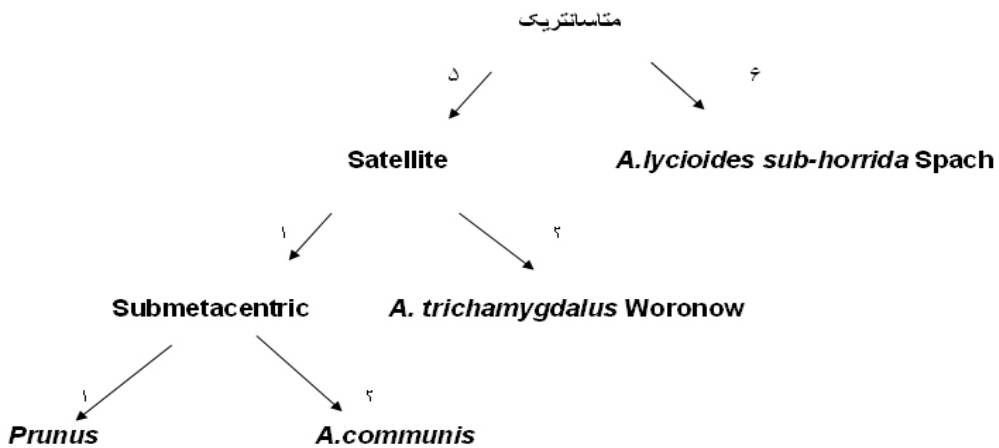 متاسانتریک
۵ ۶
Satellite A.lycioides sub-horrida Spach
۱ ۲
Submetacentric A. trichamygdalus Woronow
۱ ۲
Prunus A.communis